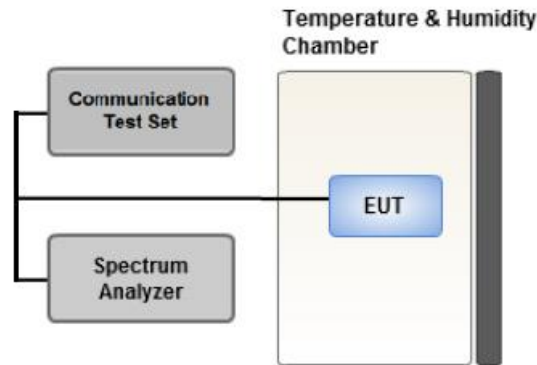 Temperature & Humidity
Chamber
Communication
Test Set
EUT
Spectrum
Analyzer